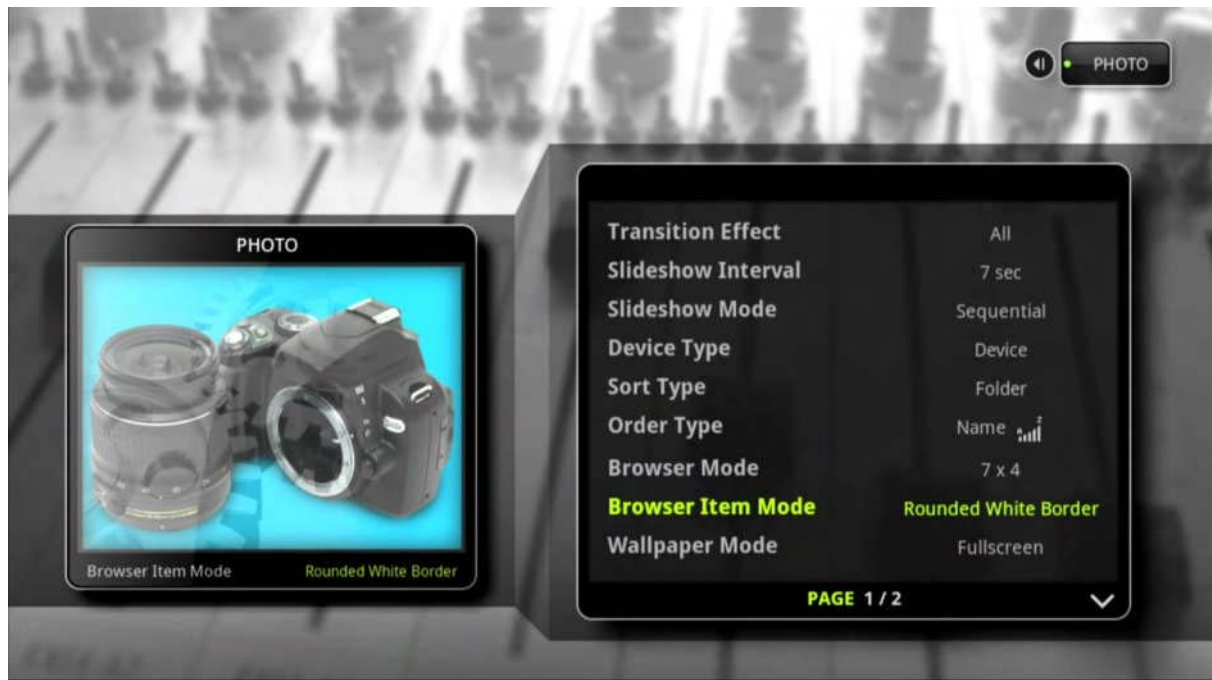 PHOTO
PHOTO
Browser Item Mode Rounded White Border
Transition Effect All
Slideshow Interval 7 sec
Slideshow Mode Sequential
Device Type Device
Sort Type Folder
Order Type Name
Browser Mode 7 x 4
Browser Item Mode Rounded White Border
Wallpaper Mode Fullscreen
PAGE 1 / 2